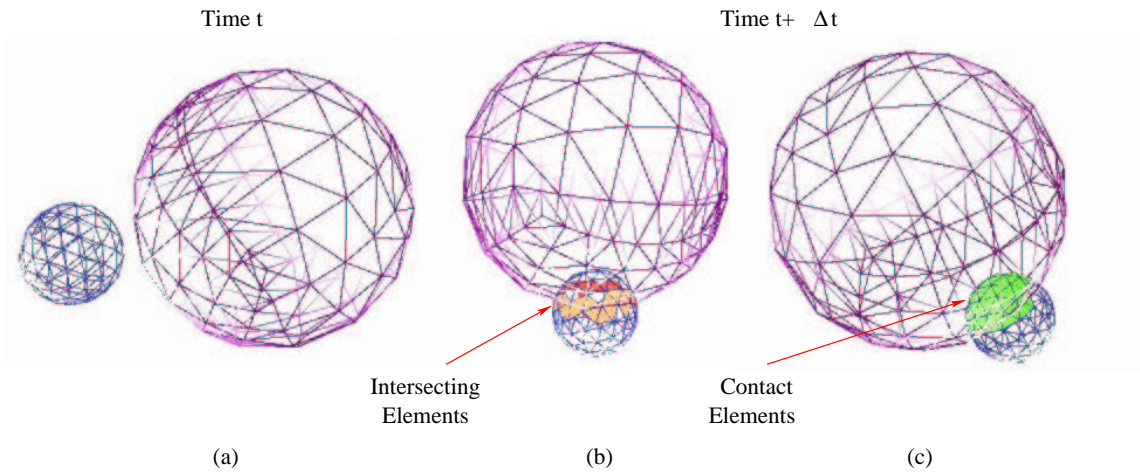 Time t
Time t+ Δt
Intersecting
Elements
Contact
Elements
(a)
(b)
(c)